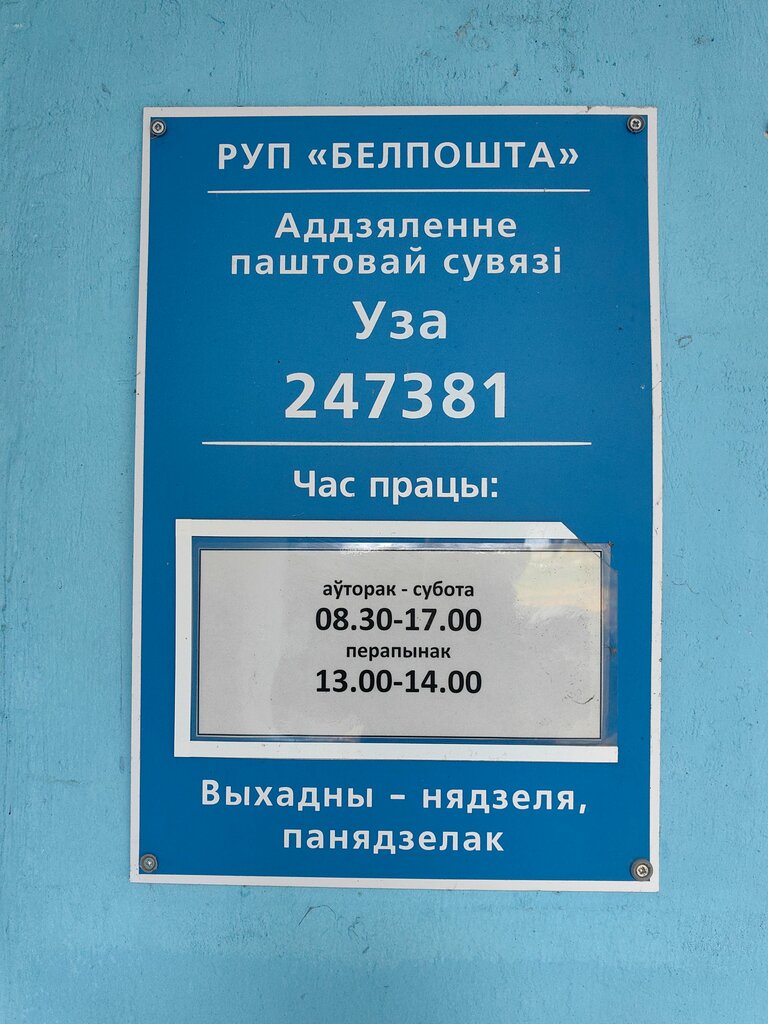 РУП «БЕЛПОШТА»
Аддзяленне
паштовай сувязі
Уза
247381
Час працы:
аўторак - субота
08.30-17.00
перапынак
13.00-14.00
Выхадны – нядзеля,
панядзелак